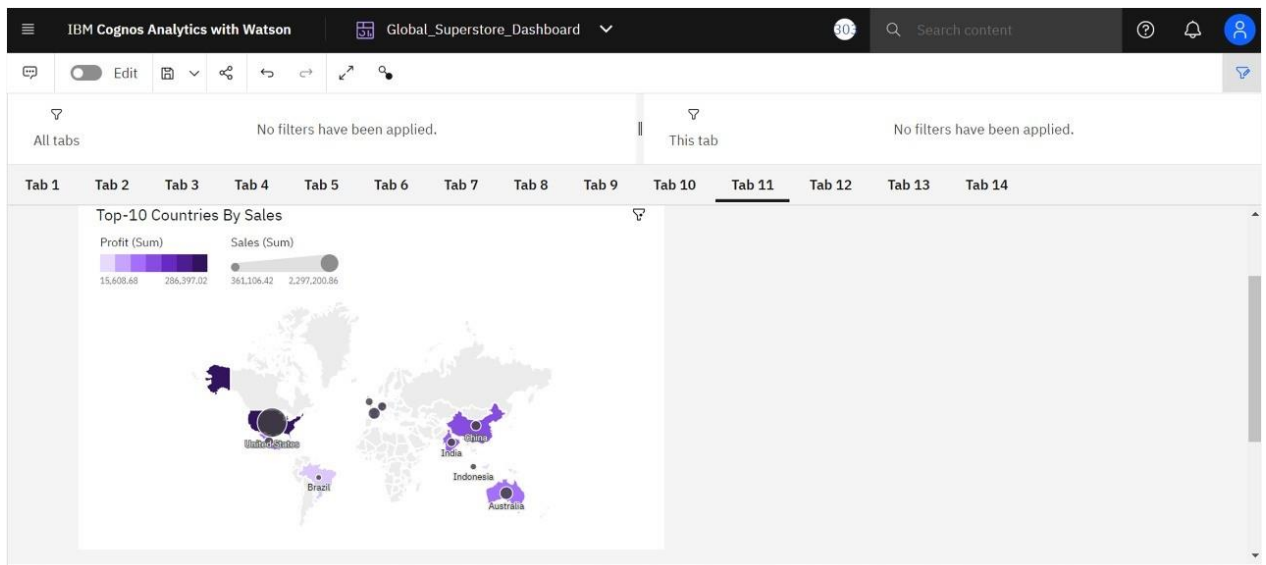 IBM Cognos Analytics with Watson
Global_Superstore_Dashboard
303
Search content
Edit
All tabs
No filters have been applied.
This tab
No filters have been applied.
Tab 1 Tab 2 Tab 3 Tab 4 Tab 5 Tab 6 Tab 7 Tab 8 Tab 9 Tab 10 Tab 11 Tab 12 Tab 13 Tab 14
Top-10 Countries By Sales
Profit (Sum) Sales (Sum)
15,608.68 286,397.02 361,106.42 2,297,200.86
United States
China
India
Indonesia
Brazil
Australia